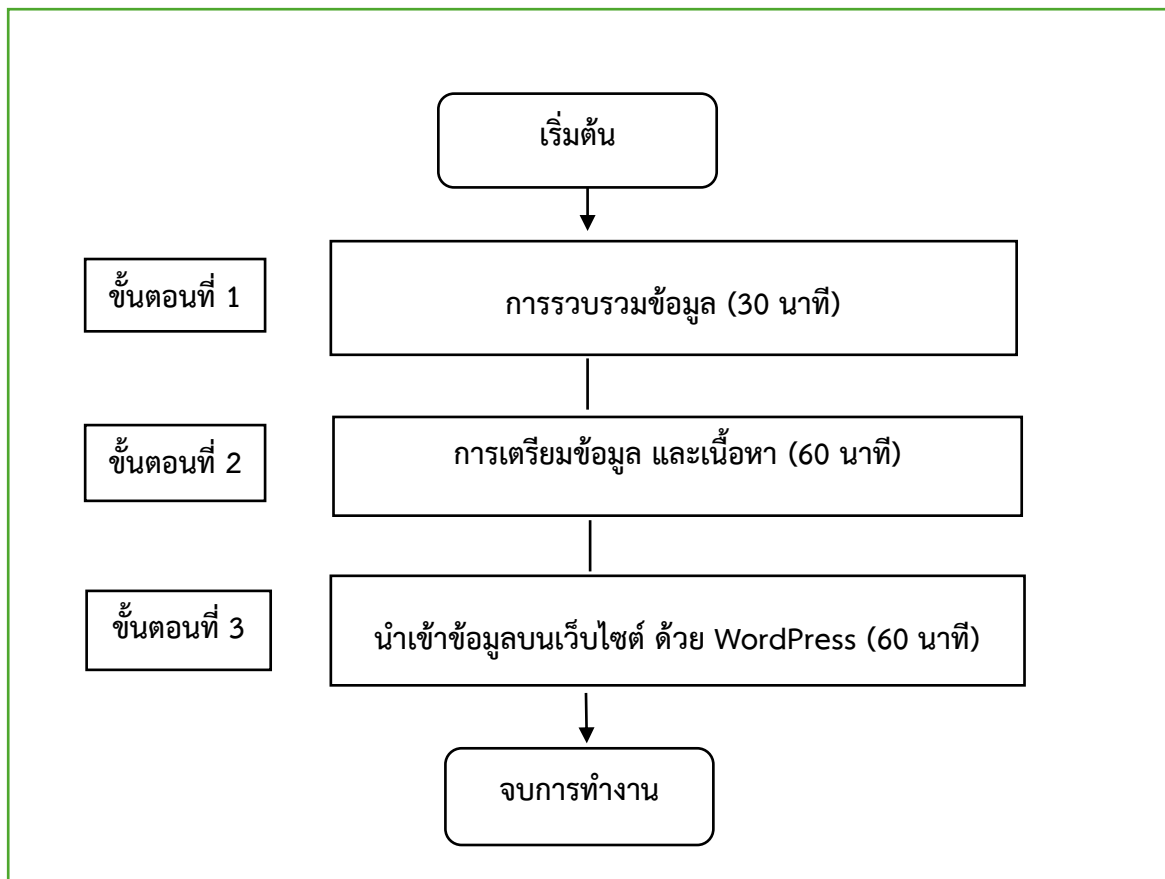 เริ่มต้น
ขั้นตอนที่ 1
การรวบรวมข้อมูล (30 นาที)
ขั้นตอนที่ 2
การเตรียมข้อมูล และเนื้อหา (60 นาที)
ขั้นตอนที่ 3
นำเข้าข้อมูลบนเว็บไซต์ ด้วย WordPress (60 นาที)
จบการทำงาน